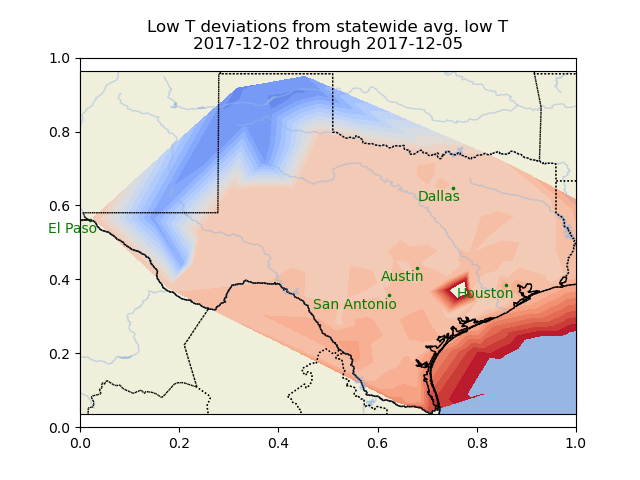 Low T deviations from statewide avg. low T
2017-12-02 through 2017-12-05
1.0
0.8
0.6
0.4
0.2
0.0
Dallas
El Paso
Austin
Houston
San Antonio
0.0 0.2 0.4 0.6 0.8 1.0